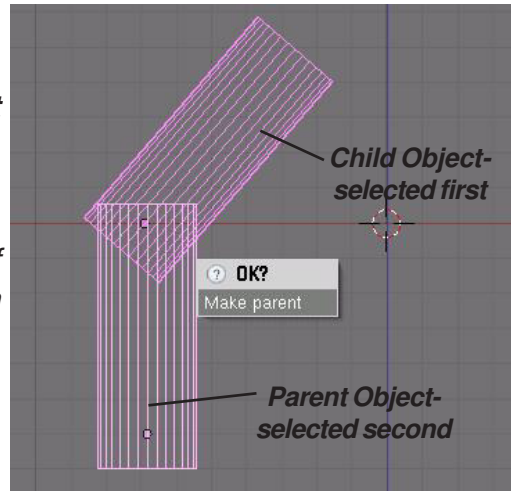 Child Object-
selected first
OK?
Make parent
Parent Object-
selected second